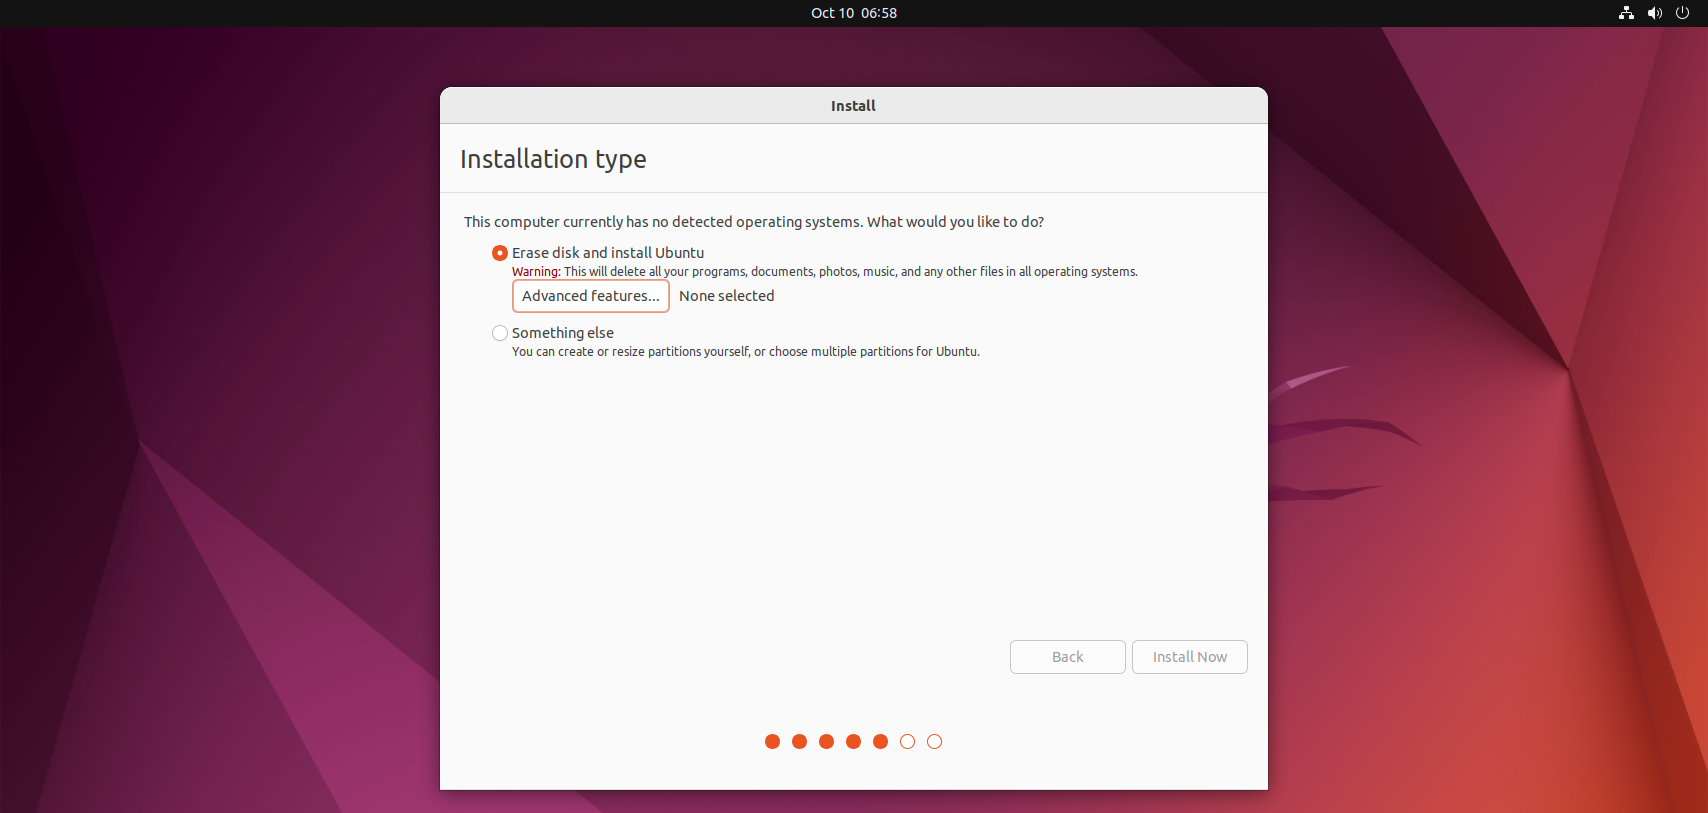 Oct 10 06:58
Install
Installation type
This computer currently has no detected operating systems. What would you like to do?
Erase disk and install Ubuntu
Warning: This will delete all your programs, documents, photos, music, and any other files in all operating systems.
Advanced features... None selected
Something else
You can create or resize partitions yourself, or choose multiple partitions for Ubuntu.
Back Install Now